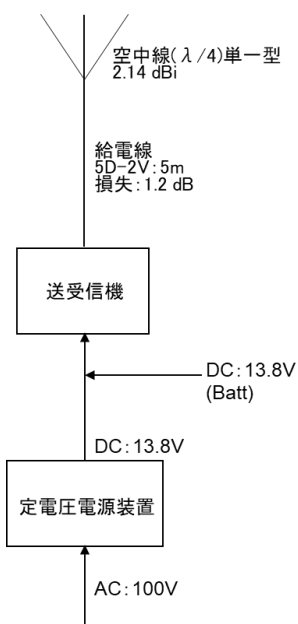 空中線(λ/4)単一型
2.14 dBi
給電線
5D-2V:5m
損失:1.2 dB
送受信機
DC:13.8V
(Batt)
DC:13.8V
定電圧電源装置
AC:100V